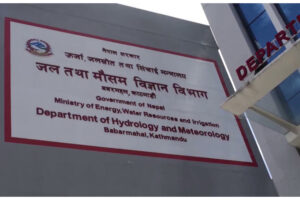 नेपाल सरकार
ऊर्जा, जलस्रोत तथा सिंचाई मन्त्रालय
जल तथा मौसम विज्ञान विभाग
बबरमहल, काठमाडौं
Government of Nepal
Ministry of Energy, Water Resources and Irrigation
Department of Hydrology and Meteorology
Babarmahal, Kathmandu